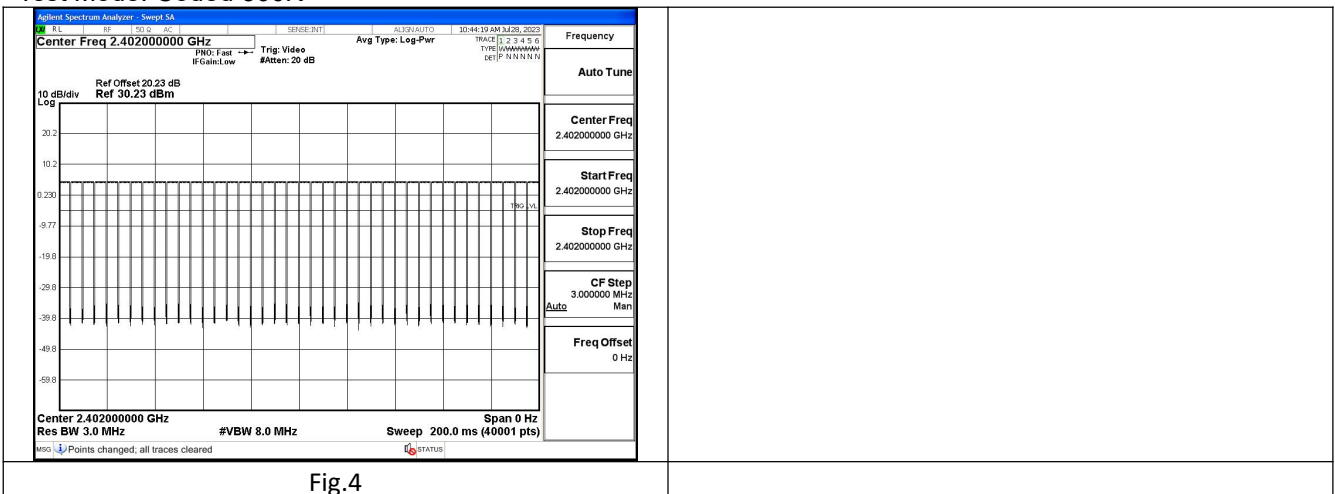 Agilent Spectrum Analyzer - Swept SA
RL RF 50 Ω AC SENSE:INT ALIGN AUTO 10:44:19 AM Jul 28, 2023
Center Freq 2.402000000 GHz
PNO: Fast
IFGain:Low
Trig: Video
#Atten: 20 dB
Avg Type: Log-Pwr
TRACE 1 2 3 4 5 6
TYPE
DET P N N N N N
Ref Offset 20.23 dB
10 dB/div Ref 30.23 dBm
Log
20.2
10.2
0.230
TRIG LVL
-9.77
-19.8
-29.8
-39.8
-49.8
-59.8
Center 2.402000000 GHz Span 0 Hz
Res BW 3.0 MHz #VBW 8.0 MHz Sweep 200.0 ms (40001 pts)
MSG Points changed; all traces cleared STATUS
Frequency
Auto Tune
Center Freq
2.402000000 GHz
Start Freq
2.402000000 GHz
Stop Freq
2.402000000 GHz
CF Step
3.000000 MHz
Auto Man
Freq Offset
0 Hz
Fig.4